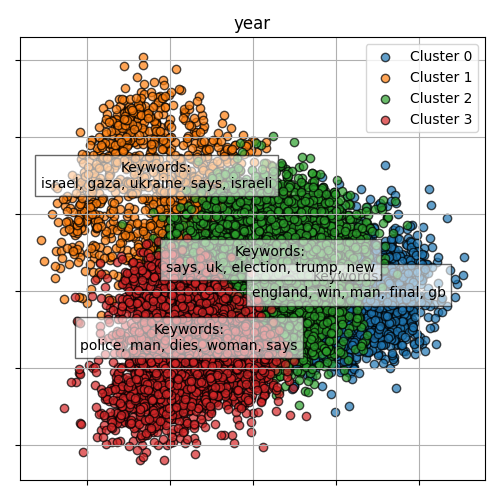 year
Cluster 0
Cluster 1
Cluster 2
Cluster 3
Keywords:
israel, gaza, ukraine, says, israeli
Keywords:
says, uk, election, trump, new
Keywords:
england, win, man, final, gb
Keywords:
police, man, dies, woman, says